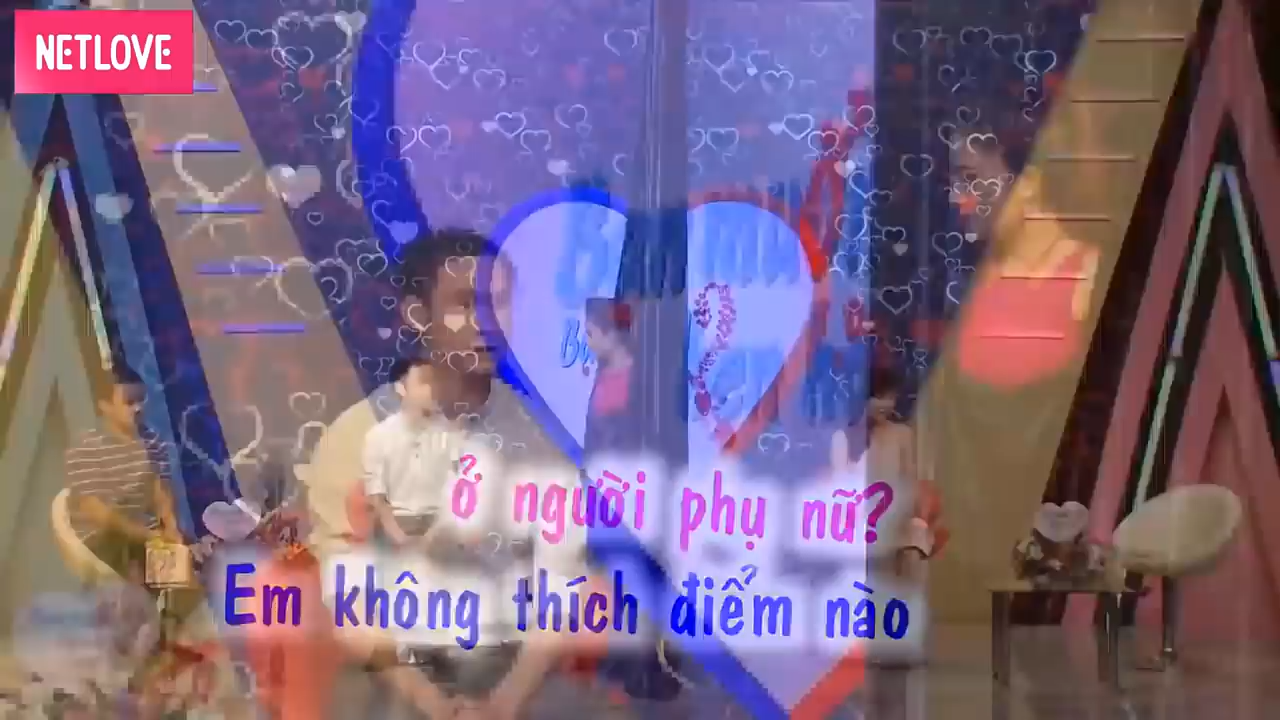 NETLOVE
ở người phụ nữ?
Em không thích điểm nào